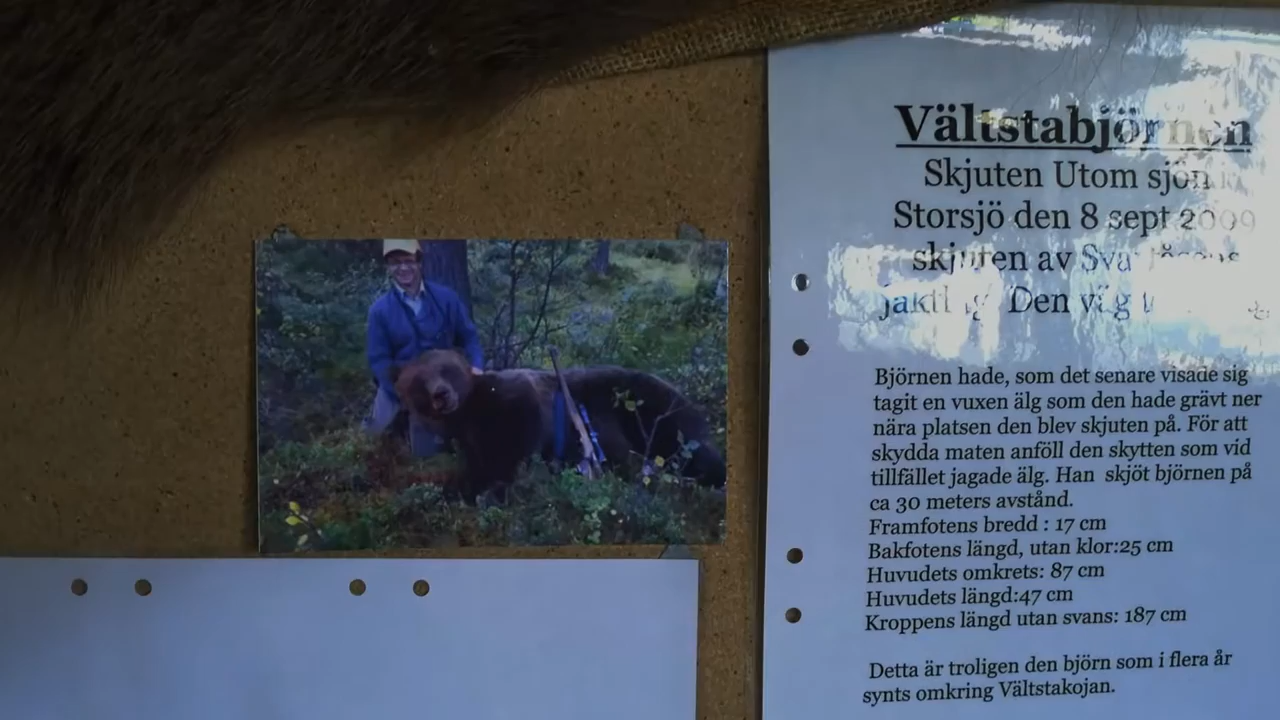 Vältstabjörnen
Skjuten Utom sjön
Storsjö den 8 sept 2009
skjuten av
Den
Björnen hade, som det senare visade sig
tagit en vuxen älg som den hade grävt ner
nära platsen den blev skjuten på. För att
skydda maten anföll den skytten som vid
tillfället jagade älg. Han skjöt björnen på
ca 30 meters avstånd.
Framfotens bredd : 17 cm
Bakfotens längd, utan klor:25 cm
Huvudets omkrets: 87 cm
Huvudets längd:47 cm
Kroppens längd utan svans: 187 cm
Detta är troligen den björn som i flera år
synts omkring Vältstakojan.